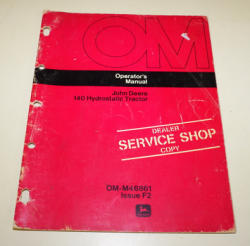 OM
Operator's
Manual
John Deere
140 Hydrostatic Tractor
DEALER
SERVICE SHOP
COPY
OM-M46861
Issue F2